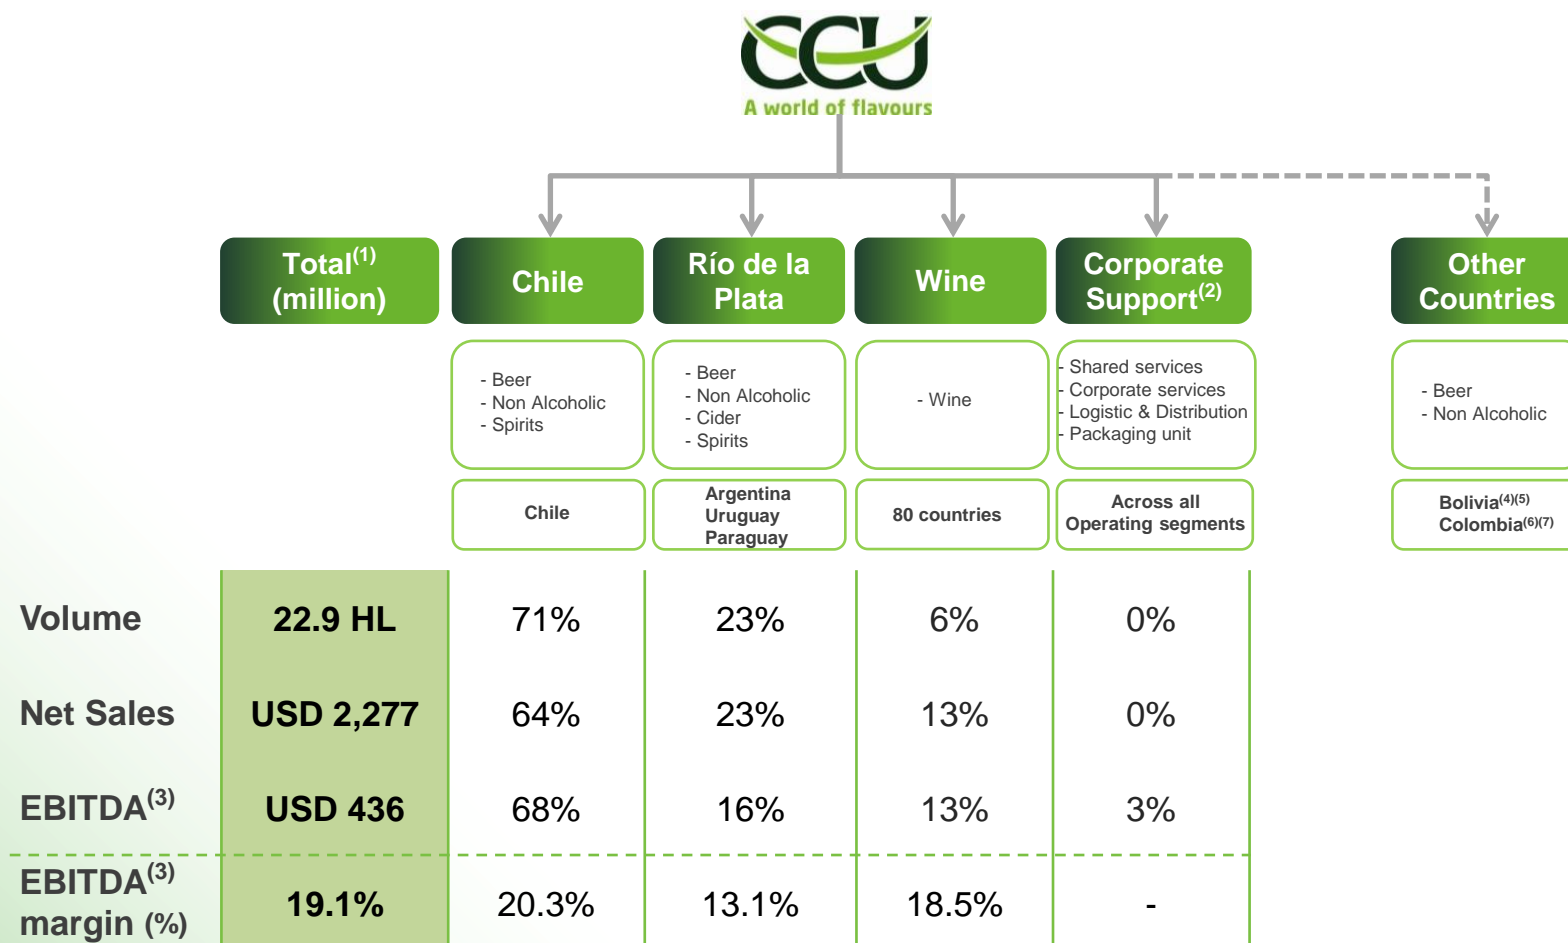 CCU
A world of flavours
Total(1)
(million)
Chile
Río de la
Plata
Wine
Corporate
Support(2)
Other
Countries
- Beer
- Non Alcoholic
- Spirits
- Beer
- Non Alcoholic
- Cider
- Spirits
- Wine
- Shared services
- Corporate services
- Logistic & Distribution
- Packaging unit
- Beer
- Non Alcoholic
Chile
Argentina
Uruguay
Paraguay
80 countries
Across all
Operating segments
Bolivia(4)(5)
Colombia(6)(7)
Volume 22.9 HL 71% 23% 6% 0%
Net Sales USD 2,277 64% 23% 13% 0%
EBITDA(3) USD 436 68% 16% 13% 3%
EBITDA(3)
margin (%) 19.1% 20.3% 13.1% 18.5% -